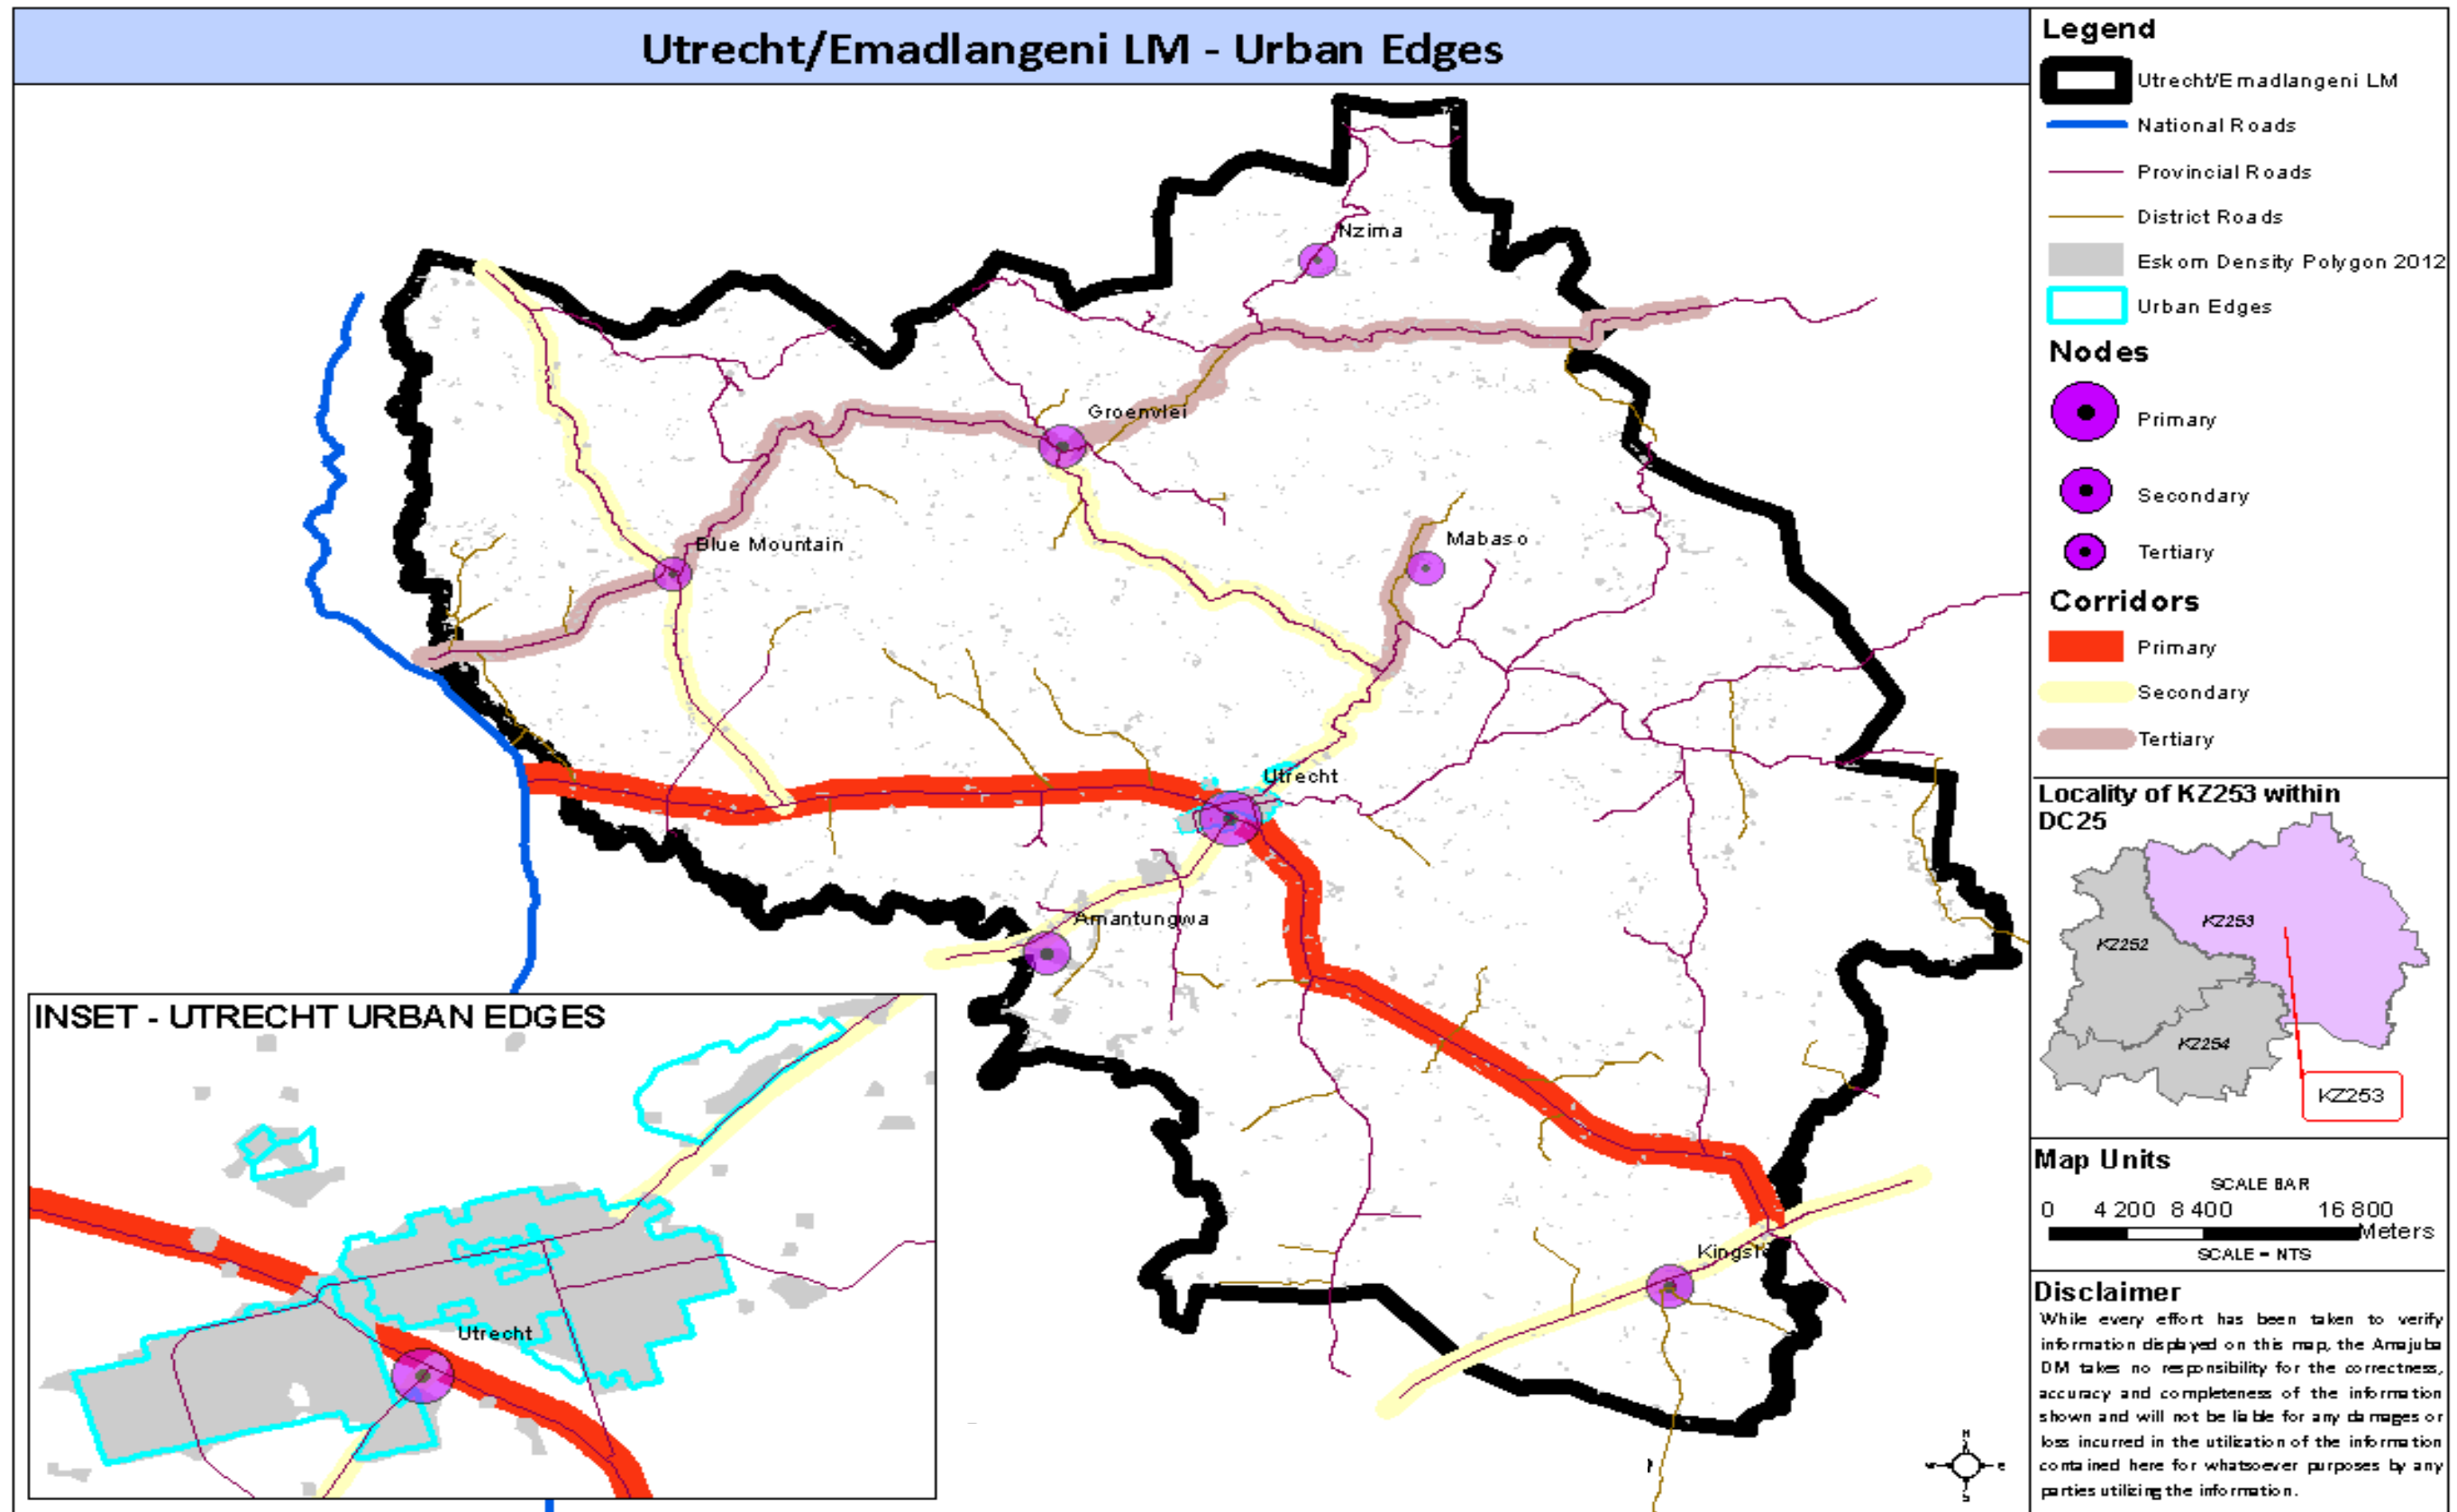 Utrecht/Emadlangeni LM - Urban Edges
Nzima
Groenvlei
Blue Mountain
Mabaso
Utrecht
Amantungwa
INSET - UTRECHT URBAN EDGES
Utrecht
Legend
Utrecht/Emadlangeni LM
National Roads
Provincial Roads
District Roads
Eskom Density Polygon 2012
Urban Edges
Nodes
Primary
Secondary
Tertiary
Corridors
Primary
Secondary
Tertiary
Locality of KZ253 within
DC25
KZ253
KZ252
KZ254
KZ253
Map Units
SCALE BAR
0 4 200 8 400 16 800
Meters
SCALE = NTS
Disclaimer
While every effort has been taken to verify
information displayed on this map, the Amajuba
DM takes no responsibility for the correctness,
accuracy and completeness of the information
shown and will not be liable for any damages or
loss incurred in the utilization of the information
contained here for whatsoever purposes by any
parties utilizing the information.
N
W
E
S